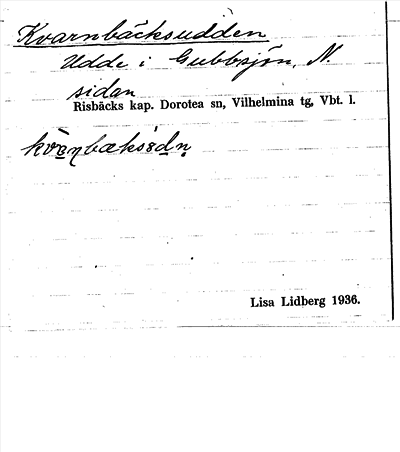 Kvarnbäcksudden
Udde i Gubbsjön, N.
sidan
Risbäcks kap. Dorotea sn, Vilhelmina tg, Vbt. l.
Lisa Lidberg 1936.